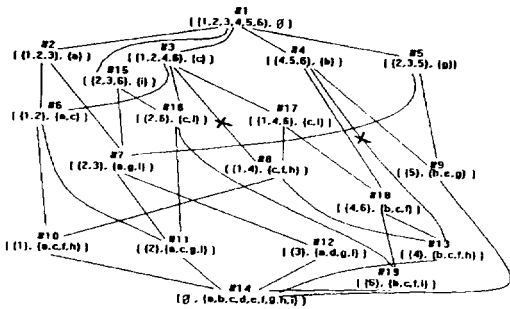 #1
[ {1,2,3,4,5,6}, Ø ]
#2
[ {1,2,3}, {a} ]
#3
[ {1,2,4,6}, {c} ]
#4
[ {4,5,6}, {b} ]
#5
[ {2,3,5}, {g}]
#15
[ {2,3,6}, {i} ]
#6
[ {1,2}, {a,c} ]
#16
[ {2,6}, {c,i} ]
#17
[ {1,4,6}, {c,f} ]
#7
[ {2,3}, {a,g,i} ]
#8
[ {1,4}, {c,f,h} ]
#9
[ {5}, {b,e,g} ]
#18
[ {4,6}, {b,c,f} ]
#10
[ {1}, {a,c,f,h} ]
#11
[ {2}, {a,c,g,i} ]
#12
[ {3}, {a,d,g,i} ]
#13
[ {4}, {b,c,f,h} ]
#19
[ {6}, {b,c,f,i} ]
#14
[ Ø , {a,b,c,d,e,f,g,h,i} ]